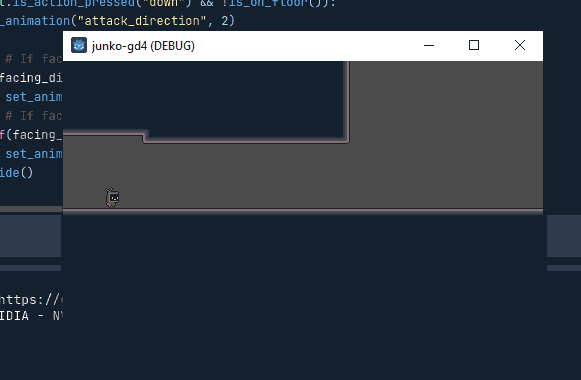 t.is_action_pressed("down") && !is_on_floor()):
_animation("attack_direction", 2)
junko-gd4 (DEBUG)
# If fac
facing_di
set_anim
# If fac
f(facing_
set_anim
ide()
https://
IDIA - N